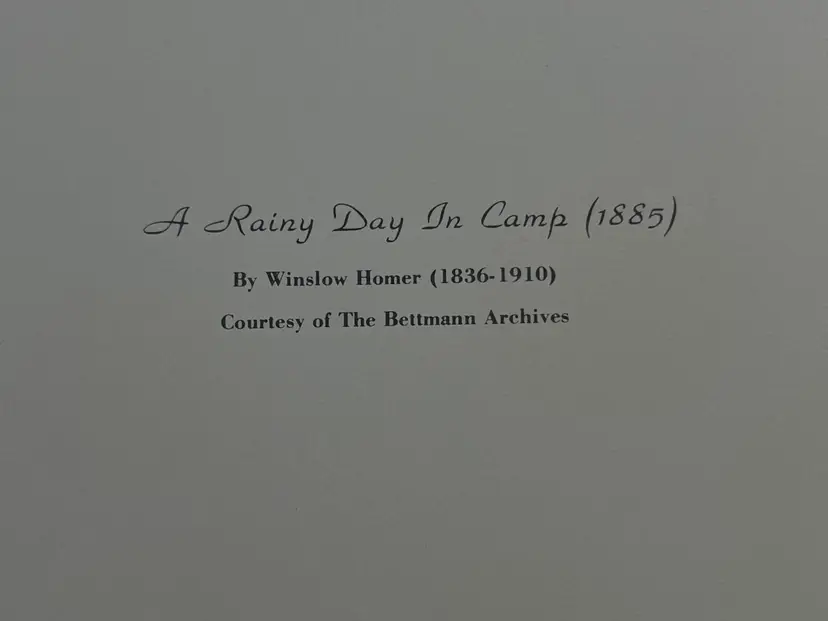 A Rainy Day In Camp (1885)
By Winslow Homer (1836-1910)
Courtesy of The Bettmann Archives